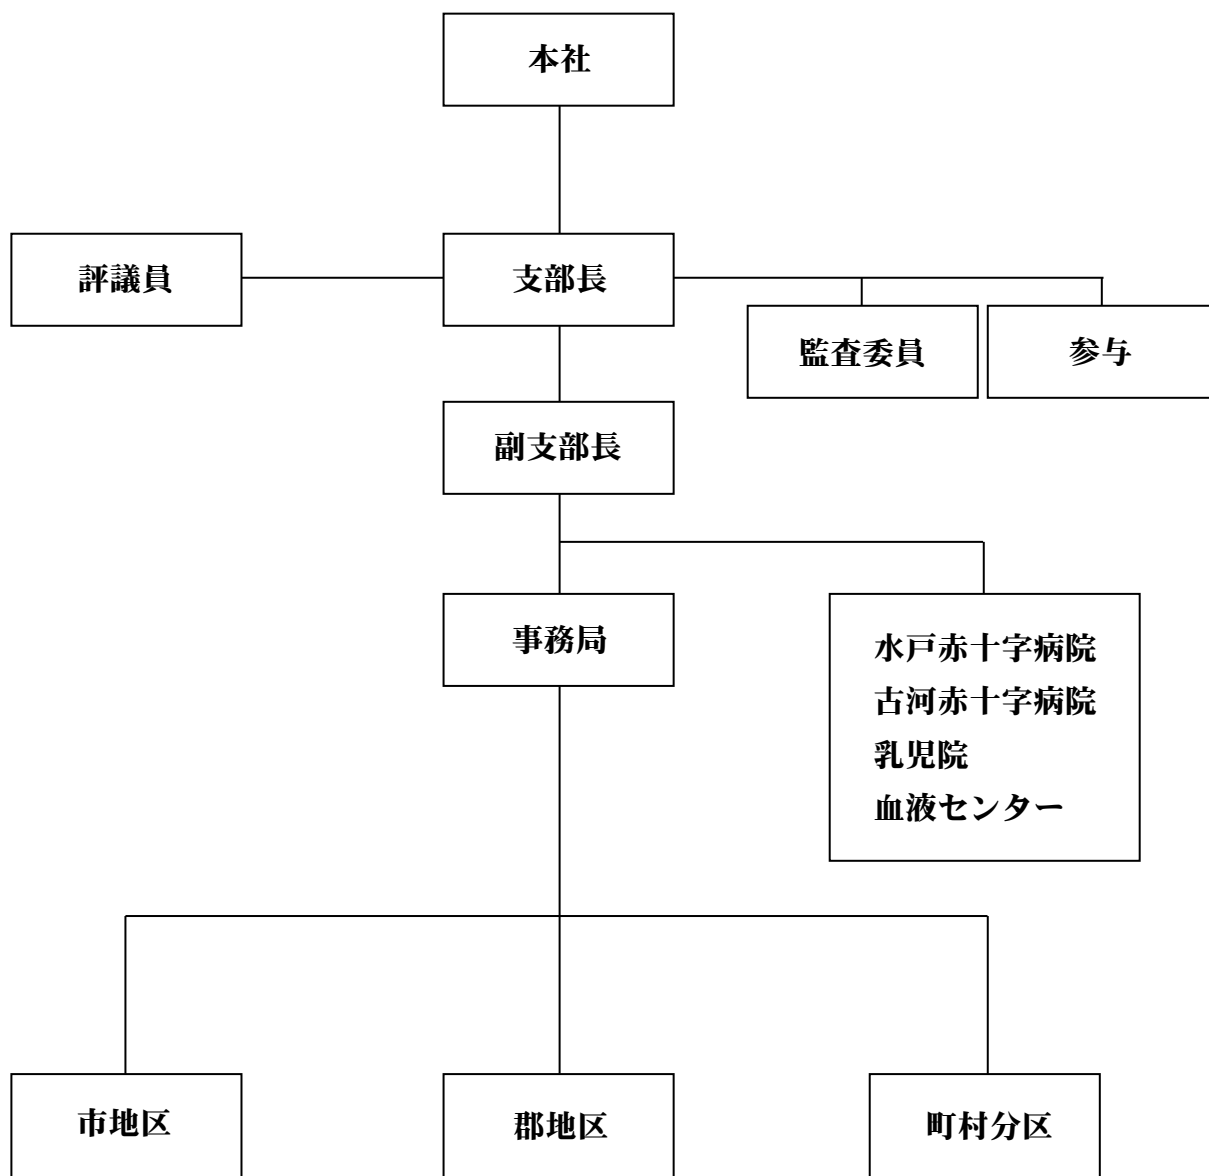 本社
評議員
支部長
監査委員
参与
副支部長
事務局
水戸赤十字病院
古河赤十字病院
乳児院
血液センター
市地区
郡地区
町村分区